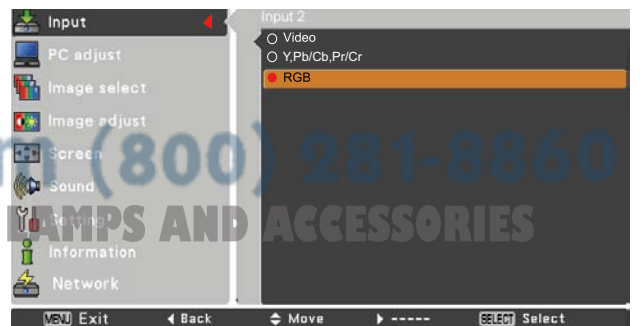 Input
Input 2
Video
Y,Pb/Cb,Pr/Cr
RGB
PC adjust
Image select
Image adjust
Screen
Sound
Setting
Information
Network
m (800) 281-8860
LAMPS AND ACCESSORIES
MENU Exit
Back
Move
-----
SELECT Select